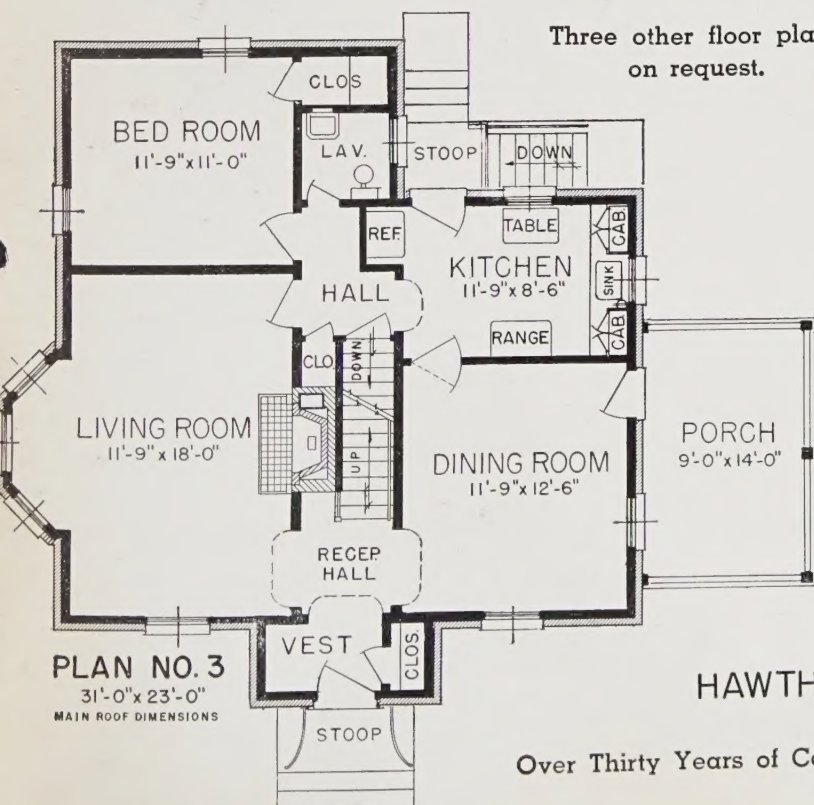 Three other floor pla
on request.
CLOS
BED ROOM
11'-9"x11'-0"
LAV.
STOOP
DOWN
REF.
TABLE
CAB.
KITCHEN
11'-9"x 8'-6"
SINK
HALL
RANGE
CAB.
CLO.
DOWN
LIVING ROOM
11'-9"x 18'-0"
UP
DINING ROOM
11'-9"x 12'-6"
PORCH
9'-0"x14'-0"
RECEP.
HALL
VEST
CLOS.
PLAN NO. 3
31'-0"x 23'-0"
MAIN ROOF DIMENSIONS
STOOP
HAWTH
Over Thirty Years of Co